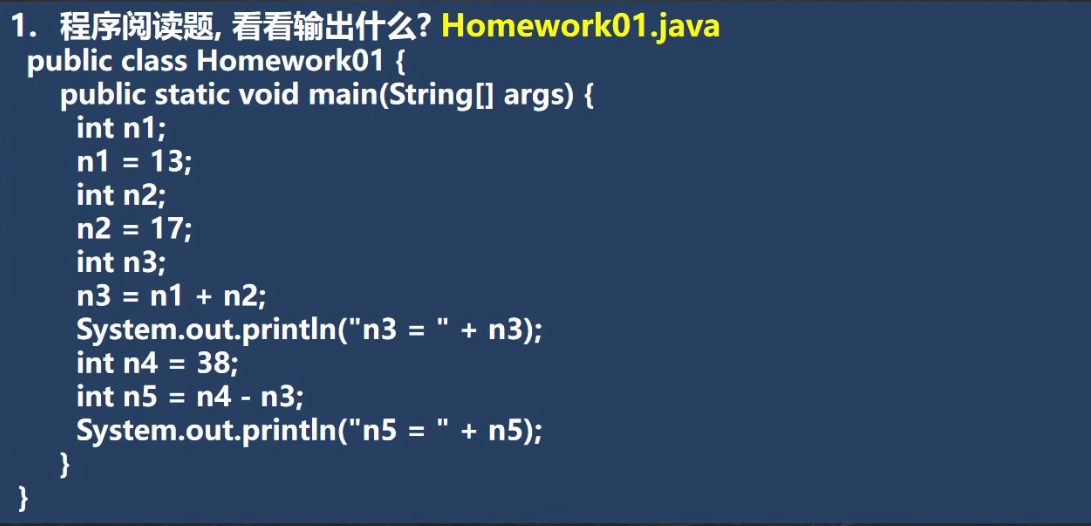 1. 程序阅读题, 看看输出什么? Homework01.java
public class Homework01 {
public static void main(String[] args) {
int n1;
n1 = 13;
int n2;
n2 = 17;
int n3;
n3 = n1 + n2;
System.out.println("n3 = " + n3);
int n4 = 38;
int n5 = n4 - n3;
System.out.println("n5 = " + n5);
}
}